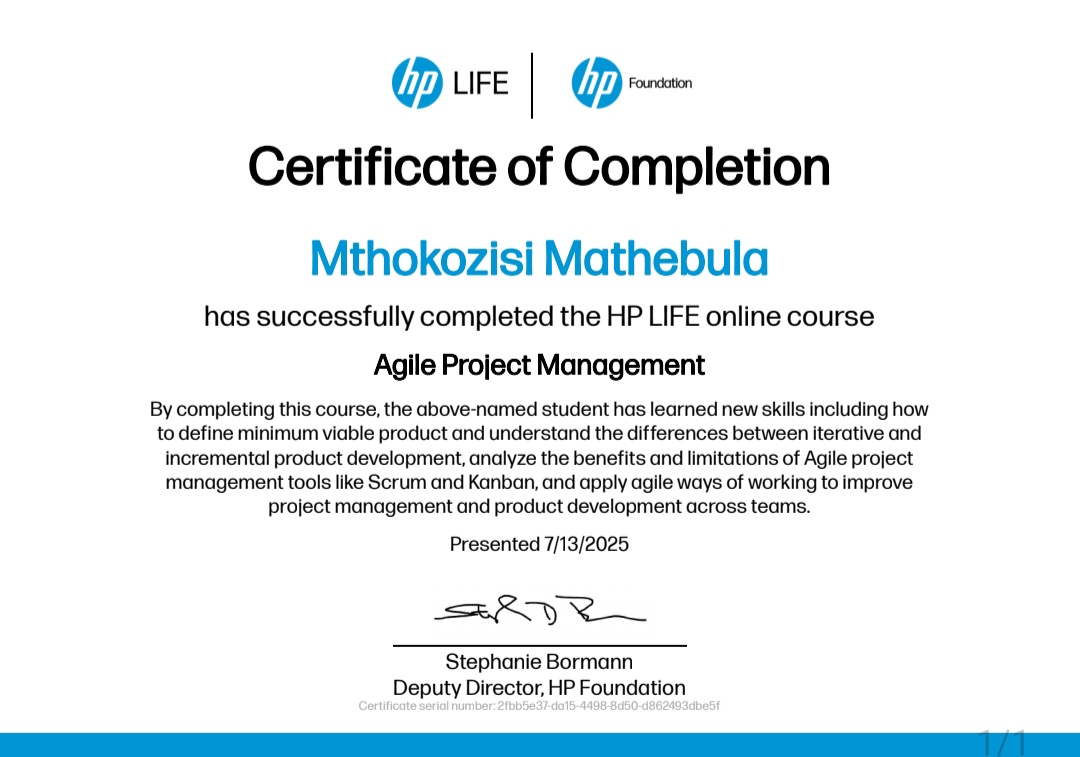 hp LIFE
hp Foundation
Certificate of Completion
Mthokozisi Mathebula
has successfully completed the HP LIFE online course
Agile Project Management
By completing this course, the above-named student has learned new skills including how
to define minimum viable product and understand the differences between iterative and
incremental product development, analyze the benefits and limitations of Agile project
management tools like Scrum and Kanban, and apply agile ways of working to improve
project management and product development across teams.
Presented 7/13/2025
Stephanie Bormann
Deputy Director, HP Foundation
Certificate serial number: 2fbb5e37-da15-4498-8d50-d862493dbe5f
1/1